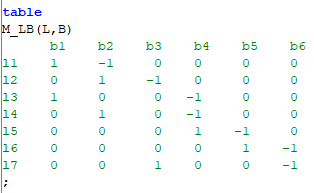 table
M_LB(L,B)
b1 b2 b3 b4 b5 b6
l1 1 -1 0 0 0 0
l2 0 1 -1 0 0 0
l3 1 0 0 -1 0 0
l4 0 1 0 -1 0 0
l5 0 0 0 1 -1 0
l6 0 0 0 0 1 -1
l7 0 0 1 0 0 -1
;